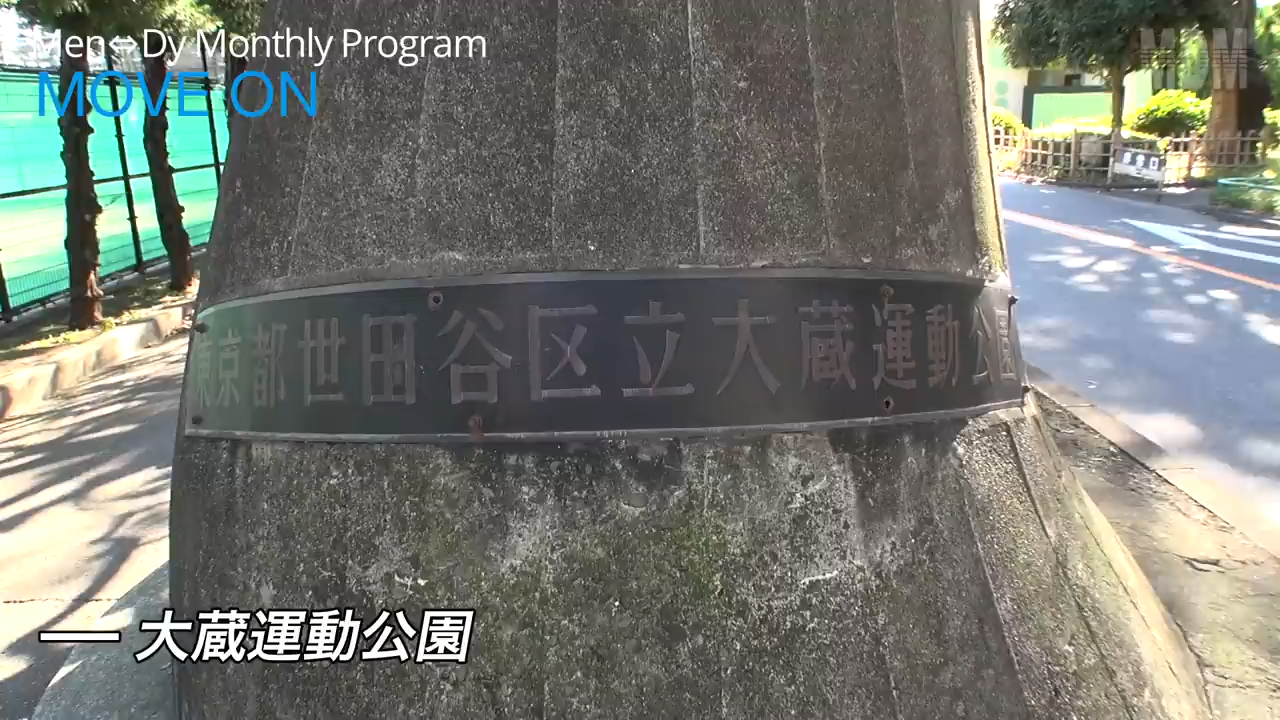 Men⇔Dy Monthly Program
MOVE ON
MDM
東京都世田谷区立大蔵運動公園
― 大蔵運動公園